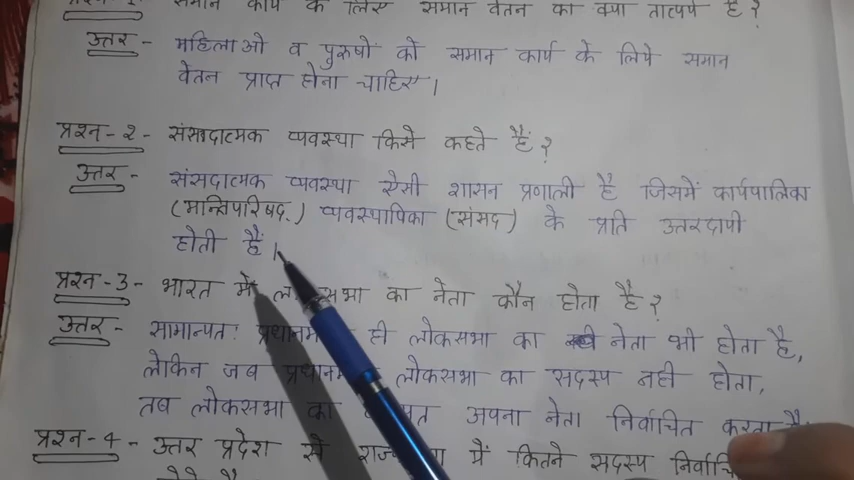 प्रश्न-1- समान कार्य के लिए समान वेतन का क्या तात्पर्य है?
उत्तर - महिलाओ व पुरुषो को समान कार्य के लिये समान
वेतन प्राप्त होना चाहिए।
प्रश्न-2- संसदात्मक व्यवस्था किसे कहते हैं?
उत्तर - संसदात्मक व्यवस्था ऐसी शासन प्रणाली है जिसमें कार्यपालिका
(मन्त्रिपरिषद्) व्यवस्थापिका (संसद) के प्रति उत्तरदायी
होती हैं।
प्रश्न-3- भारत में का नेता कौन होता है?
उत्तर - सामान्यत: ही लोकसभा का नेता भी होता है,
लेकिन जब लोकसभा का सदस्य नही होता,
तब लोकसभा का अपना नेता निर्वाचित करता है
प्रश्न-4- उत्तर प्रदेश से में कितने सदस्य